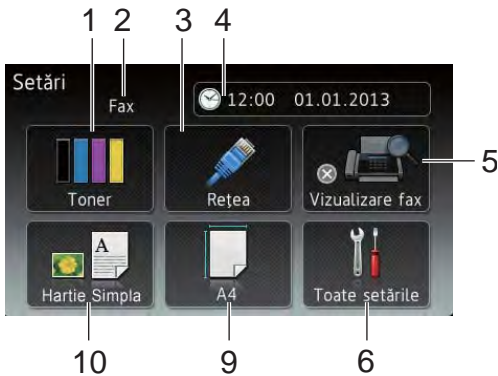 1 2 3 4
Setări
Fax
12:00 01.01.2013
5
Toner Rețea Vizualizare fax
A
Hartie Simpla A4 Toate setările
10 9 6